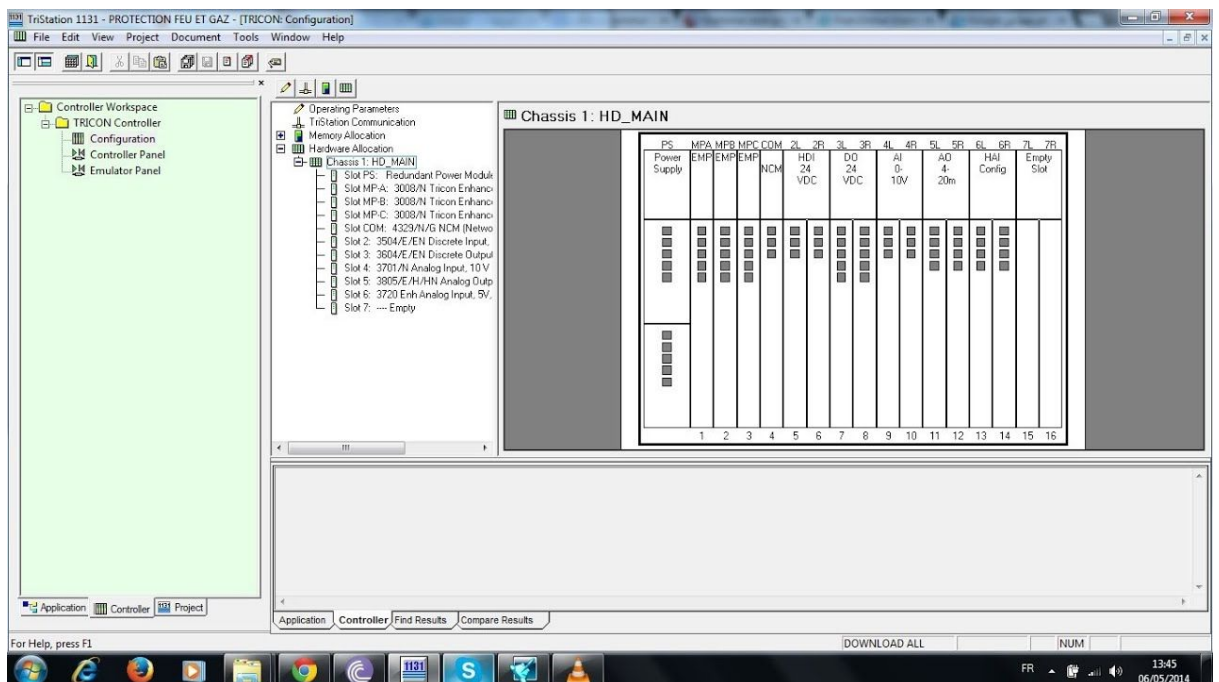 TriStation 1131 - PROTECTION FEU ET GAZ - [TRICON: Configuration]
File Edit View Project Document Tools Window Help
Controller Workspace
TRICON Controller
Configuration
Controller Panel
Emulator Panel
Operating Parameters
TriStation Communication
Memory Allocation
Hardware Allocation
Chassis 1: HD_MAIN
Slot PS: Redundant Power Module
Slot MP-A: 3008/N Tricon Enhanc
Slot MP-B: 3008/N Tricon Enhanc
Slot MP-C: 3008/N Tricon Enhanc
Slot COM: 4329/N/G NCM (Netwo
Slot 2: 3504/E/EN Discrete Input,
Slot 3: 3604/E/EN Discrete Output
Slot 4: 3701/N Analog Input, 10 V
Slot 5: 3805/E/H/HN Analog Outp
Slot 6: 3720 Enh Analog Input, 5V,
Slot 7: ---- Empty
Chassis 1: HD_MAIN
PS MPA MPB MPC COM 2L 2R 3L 3R 4L 4R 5L 5R 6L 6R 7L 7R
Power EMP EMP EMP HDI DO AI AO HAI Empty
Supply NCM 24 24 0- 4- Config Slot
VDC VDC 10V 20m
1 2 3 4 5 6 7 8 9 10 11 12 13 14 15 16
Application Controller Project
Application Controller Find Results Compare Results
For Help, press F1 DOWNLOAD ALL NUM
1131 FR 13:45
06/05/2014